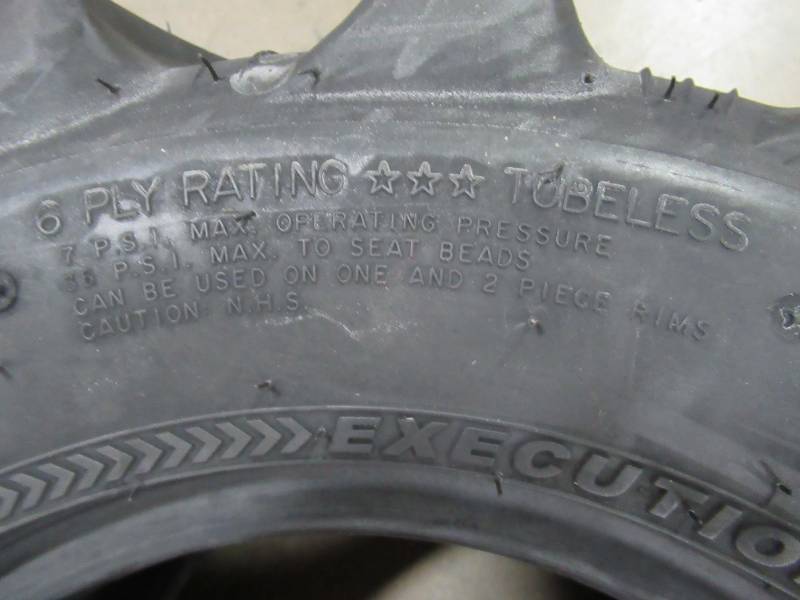 6 PLY RATING ☆☆☆ TUBELESS
7 P.S.I. MAX. OPERATING PRESSURE
P.S.I. MAX. TO SEAT BEADS
CAN BE USED ON ONE AND 2 PIECE RIMS
CAUTION: N.H.S.
EXECUTIO